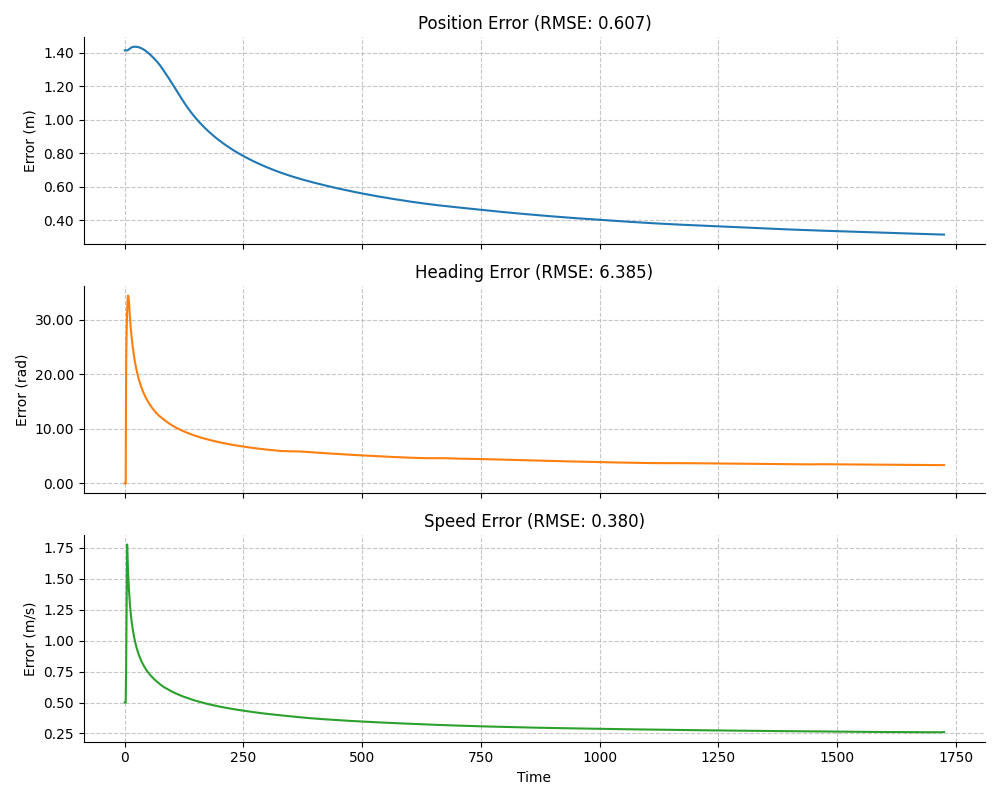 Position Error (RMSE: 0.607)
1.40
1.20
1.00
0.80
0.60
0.40
Error (m)
Heading Error (RMSE: 6.385)
30.00
20.00
10.00
0.00
Error (rad)
Speed Error (RMSE: 0.380)
1.75
1.50
1.25
1.00
0.75
0.50
0.25
Error (m/s)
0 250 500 750 1000 1250 1500 1750
Time